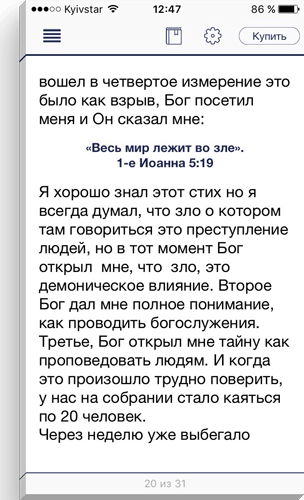 Kyivstar 12:47 86 %
Купить
вошел в четвертое измерение это
было как взрыв, Бог посетил
меня и Он сказал мне:
«Весь мир лежит во зле».
1-е Иоанна 5:19
Я хорошо знал этот стих но я
всегда думал, что зло о котором
там говориться это преступление
людей, но в тот момент Бог
открыл мне, что зло, это
демоническое влияние. Второе
Бог дал мне полное понимание,
как проводить богослужения.
Третье, Бог открыл мне тайну как
проповедовать людям. И когда
это произошло трудно поверить,
у нас на собрании стало каяться
по 20 человек.
Через неделю уже выбегало
20 из 31